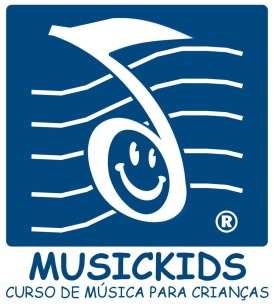 ®
MUSICKIDS
CURSO DE MÚSICA PARA CRIANÇAS